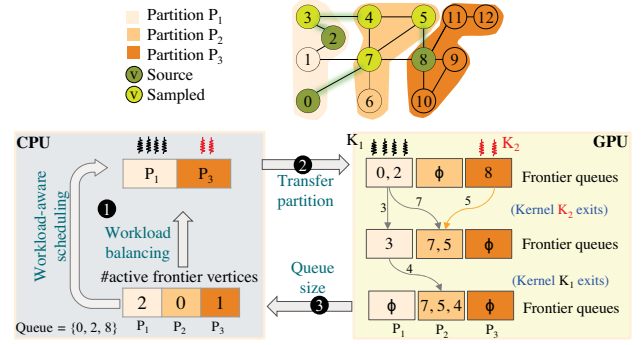 Partition P1
Partition P2
Partition P3
V Source
V Sampled
3 4 5 11 12
2
1 7 8 9
0 6 10
CPU
P1 P3
1
Workload-aware
scheduling
Workload
balancing
#active frontier vertices
2 0 1
Queue = {0, 2, 8} P1 P2 P3
2
Transfer
partition
Queue
size
3
GPU
K1 K2
0, 2 ϕ 8 Frontier queues
3 7 5 (Kernel K2 exits)
3 7, 5 ϕ Frontier queues
4 (Kernel K1 exits)
ϕ 7, 5, 4 ϕ Frontier queues
P1 P2 P3